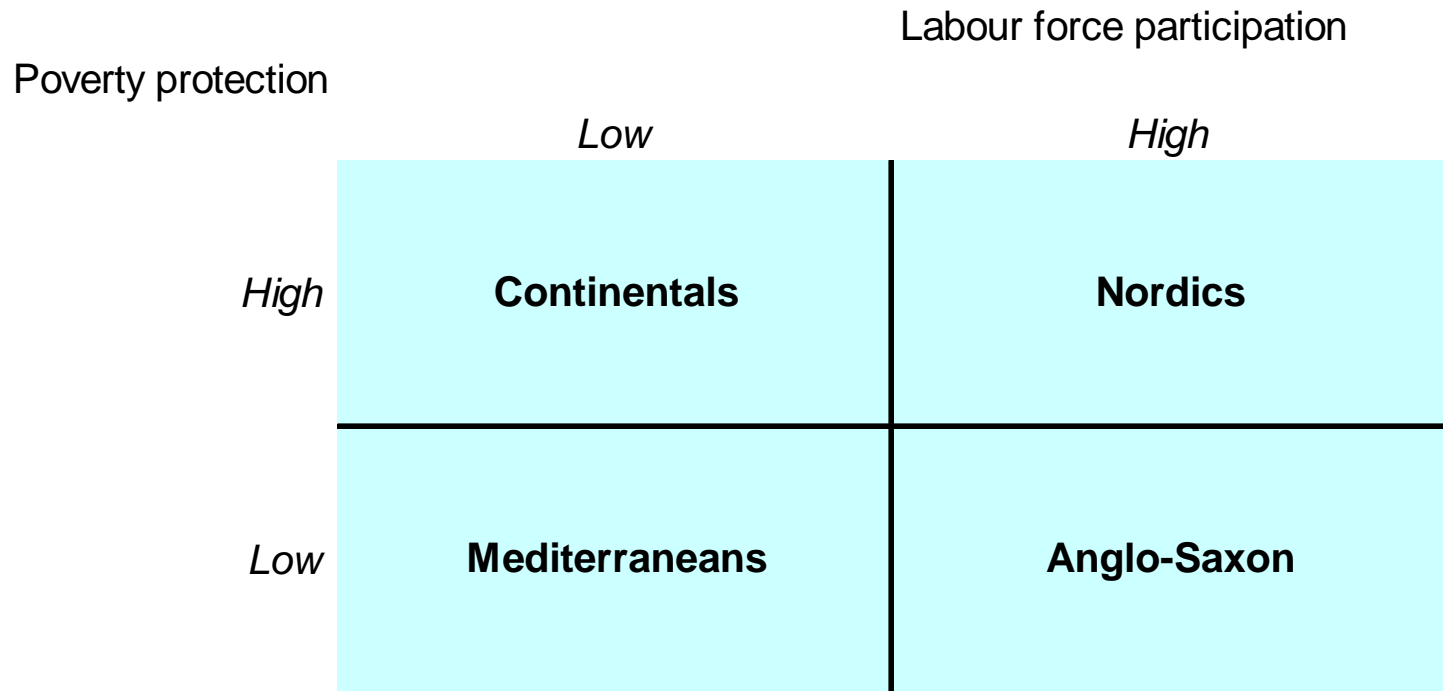 Labour force participation
Poverty protection
Low High
High Continentals Nordics
Low Mediterraneans Anglo-Saxon